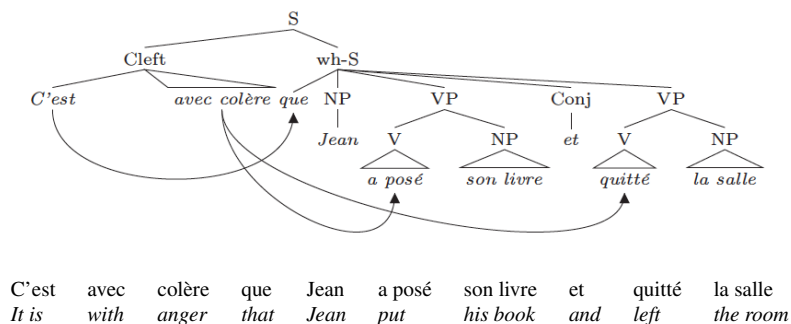 S
Cleft wh-S
C'est avec colère que NP VP Conj VP
Jean V NP et V NP
a posé son livre quitté la salle
C'est avec colère que Jean a posé son livre et quitté la salle
It is with anger that Jean put his book and left the room